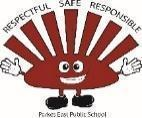 RESPECTFUL SAFE RESPONSIBLE
Parkes East Public School